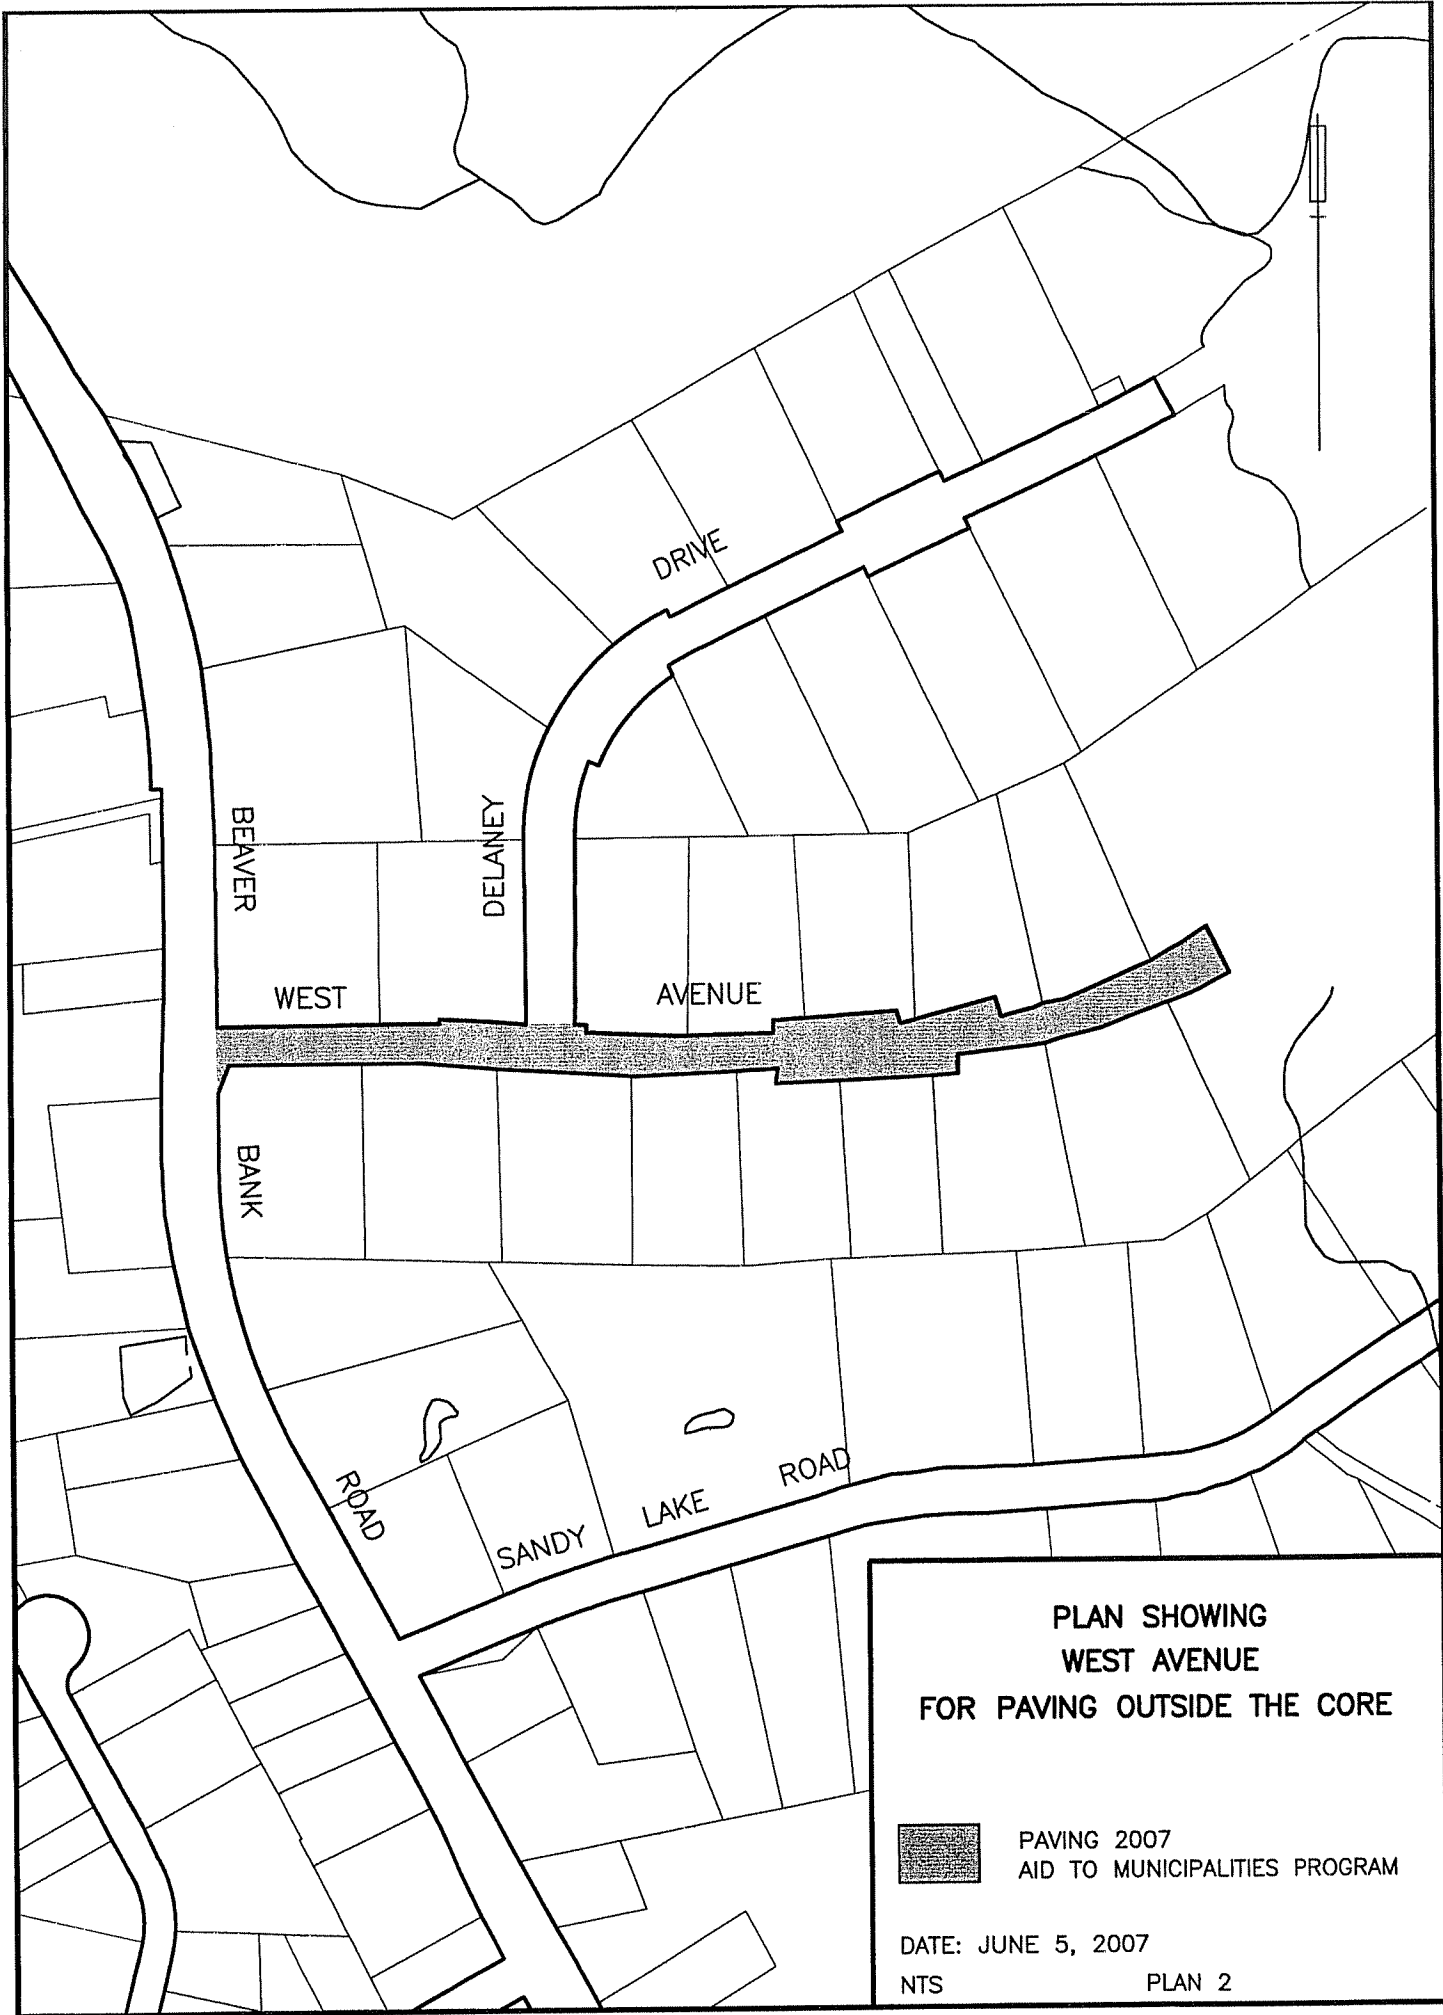 DRIVE
BEAVER
DELANEY
WEST AVENUE
BANK
ROAD
SANDY LAKE ROAD
PLAN SHOWING
WEST AVENUE
FOR PAVING OUTSIDE THE CORE
PAVING 2007
AID TO MUNICIPALITIES PROGRAM
DATE: JUNE 5, 2007
NTS PLAN 2